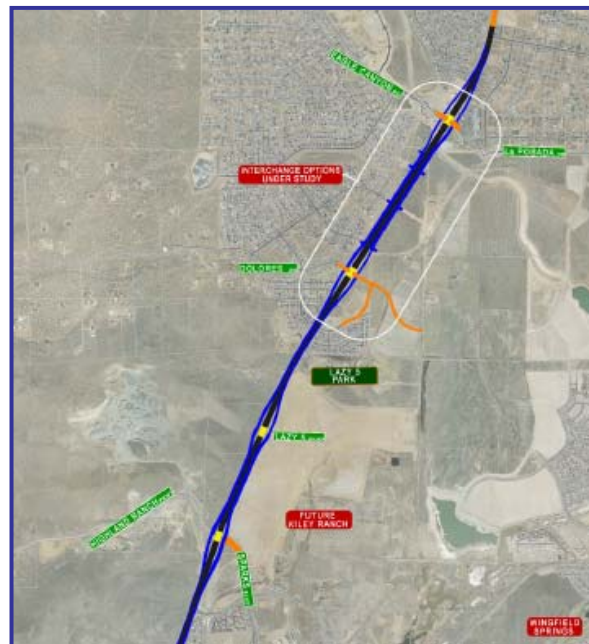 EAGLE CANYON
LA POSADA
INTERCHANGE OPTIONS
UNDER STUDY
DOLORES
LAZY 5
PARK
LAZY 5
HIGHLAND RANCH
FUTURE
KILEY RANCH
SPARKS
WINGFIELD
SPRINGS